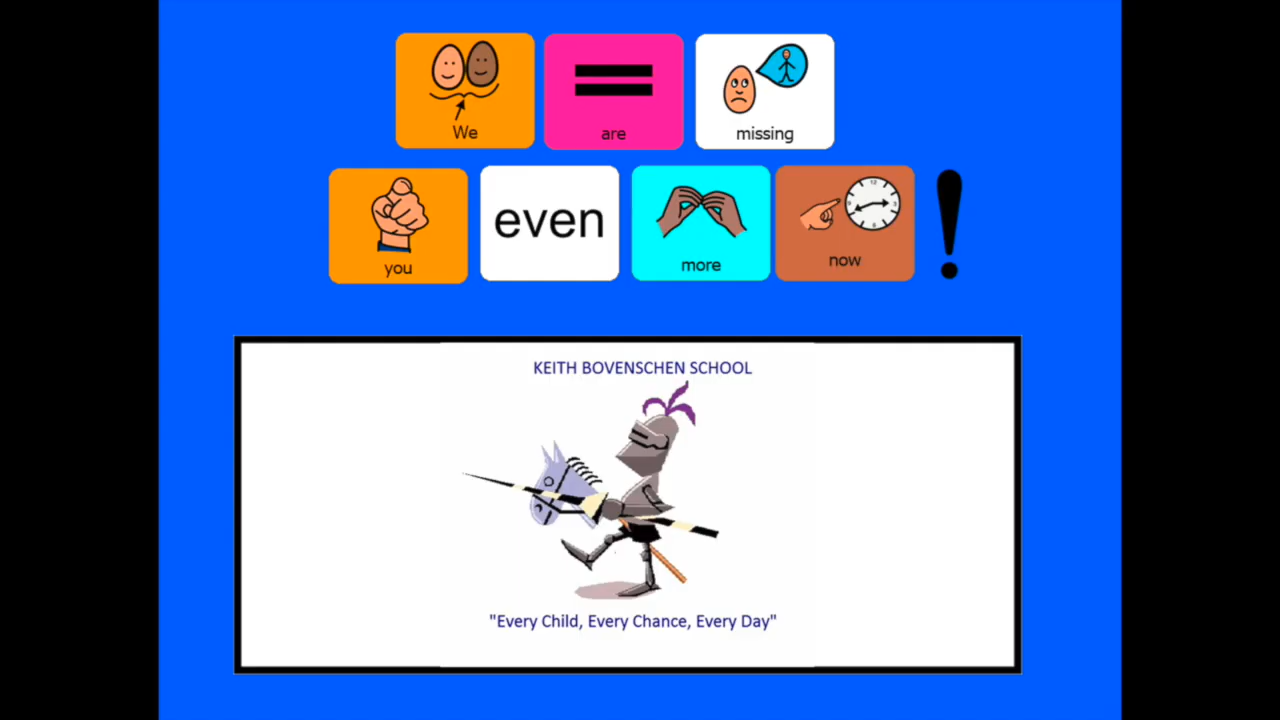 We are missing
you even more now !
KEITH BOVENSCHEN SCHOOL
"Every Child, Every Chance, Every Day"